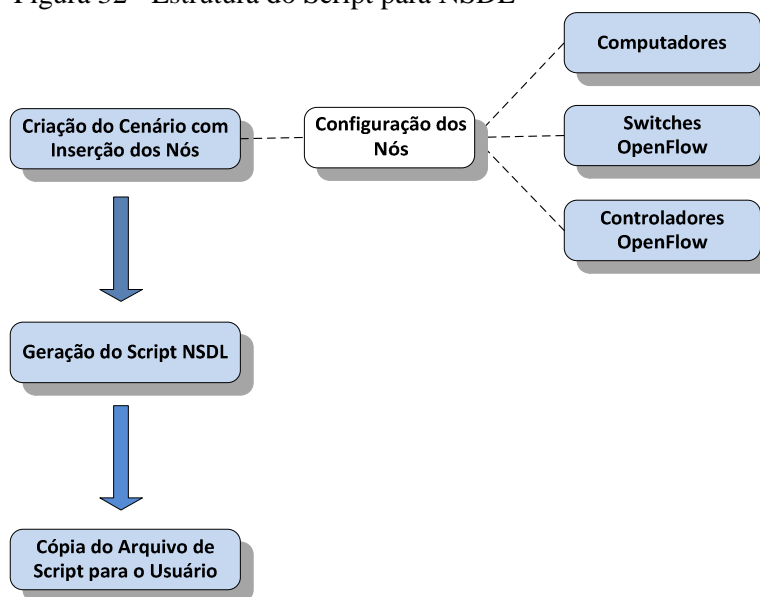 Figura 32 - Estrutura do Script para NSDL
Computadores
Criação do Cenário com
Inserção dos Nós
Configuração dos
Nós
Switches
OpenFlow
Controladores
OpenFlow
Geração do Script NSDL
Cópia do Arquivo de
Script para o Usuário